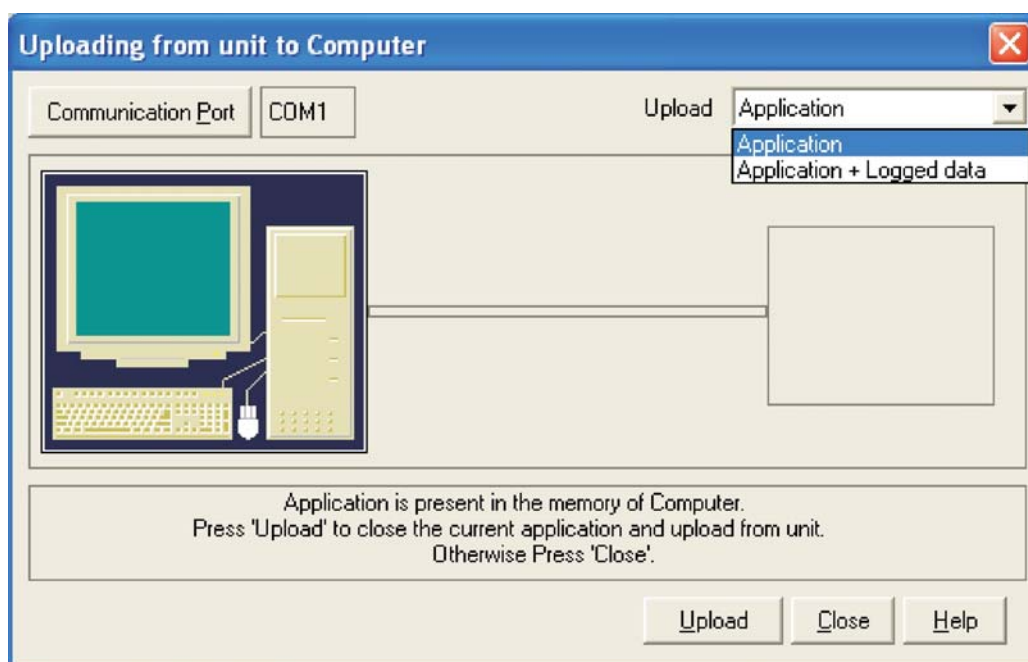 Uploading from unit to Computer
Communication Port COM1 Upload Application
Application
Application + Logged data
Application is present in the memory of Computer.
Press 'Upload' to close the current application and upload from unit.
Otherwise Press 'Close'.
Upload Close Help